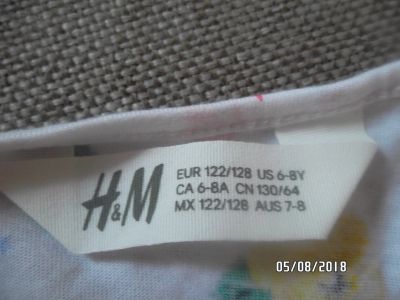 H&M
EUR 122/128 US 6-8Y
CA 6-8A CN 130/64
MX 122/128 AUS 7-8
05/08/2018